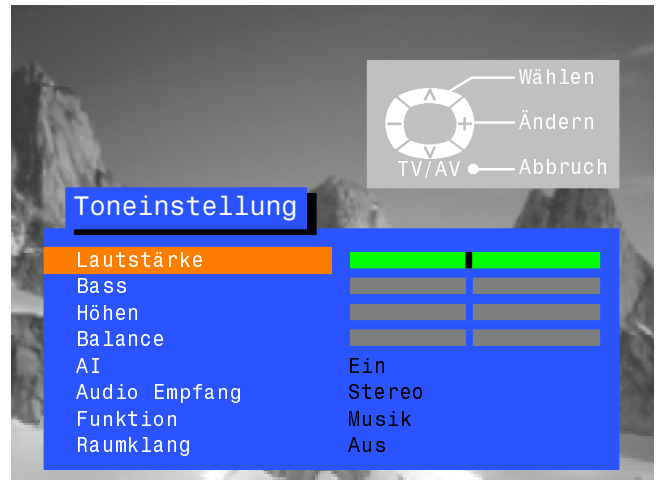 Wählen
Ändern
TV/AV Abbruch
Toneinstellung
Lautstärke
Bass
Höhen
Balance
AI Ein
Audio Empfang Stereo
Funktion Musik
Raumklang Aus